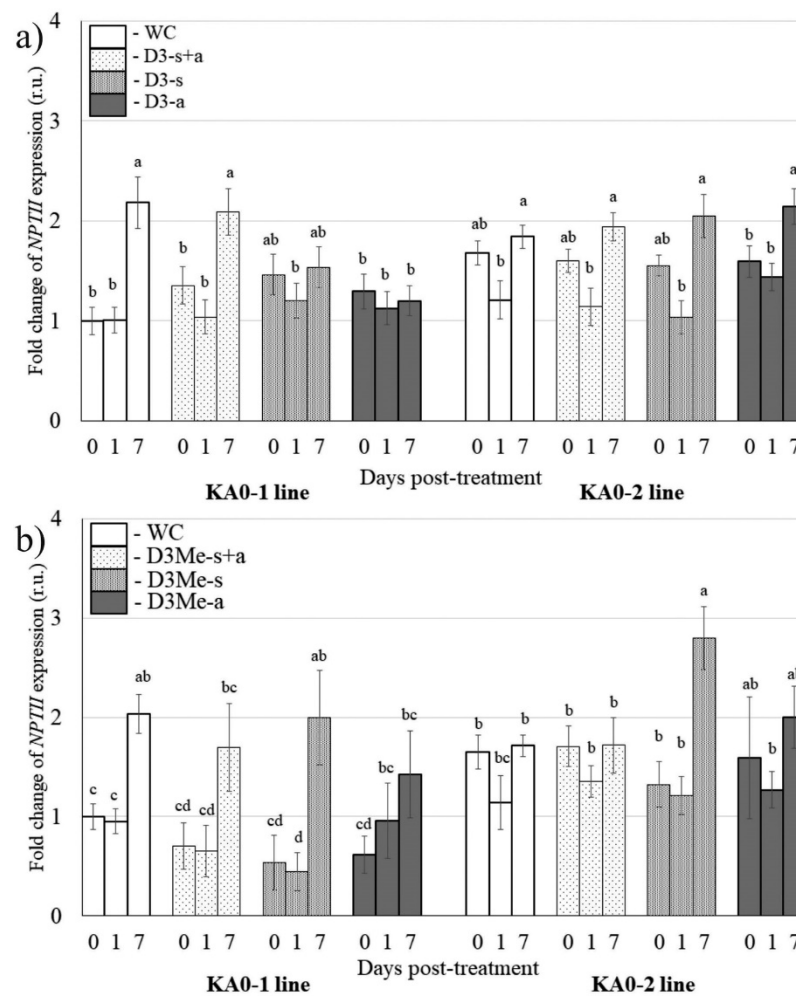 a)
4
3
2
1
0
Fold change of NPTII expression (r.u.)
- WC
- D3-s+a
- D3-s
- D3-a
b b a b b a ab b ab b b b ab b a ab b a ab b a b b a
0 1 7 0 1 7 0 1 7 0 1 7 0 1 7 0 1 7 0 1 7 0 1 7
Days post-treatment
KA0-1 line KA0-2 line
b)
4
3
2
1
0
Fold change of NPTII expression (r.u.)
- WC
- D3Me-s+a
- D3Me-s
- D3Me-a
c c ab cd cd bc cd d ab cd bc bc b bc b b b b b b a ab b
0 1 7 0 1 7 0 1 7 0 1 7 0 1 7 0 1 7 0 1 7 0 1 7
Days post-treatment
KA0-1 line KA0-2 line